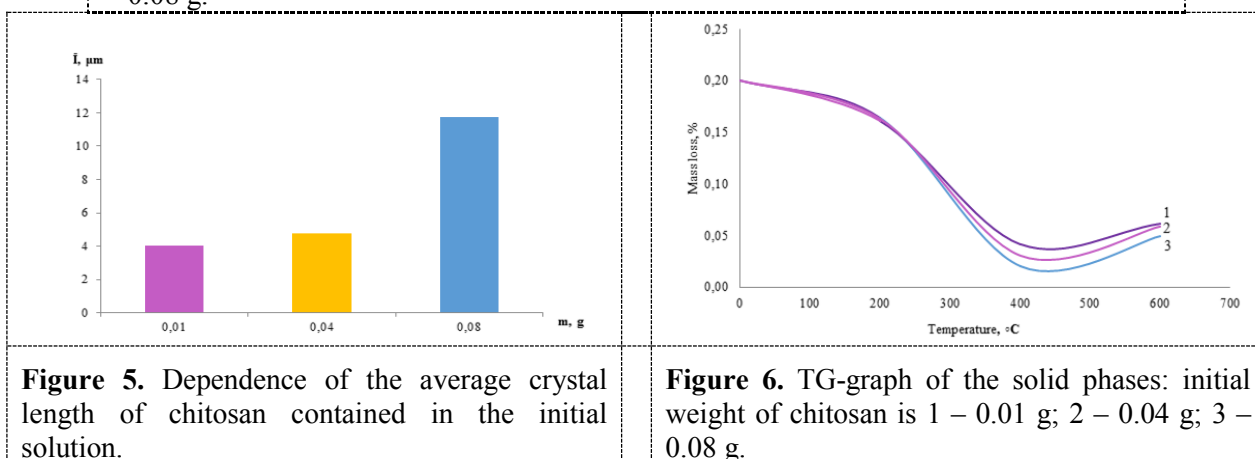 0.08 g.
Ī, μm
14
12
10
8
6
4
2
0
0,01
0,04
0,08
m, g
Figure 5. Dependence of the average crystal
length of chitosan contained in the initial
solution.
0,25
0,20
0,15
0,10
0,05
0,00
Mass loss, %
0
100
200
300
400
500
600
700
Temperature, °C
1
2
3
Figure 6. TG-graph of the solid phases: initial
weight of chitosan is 1 – 0.01 g; 2 – 0.04 g; 3 –
0.08 g.